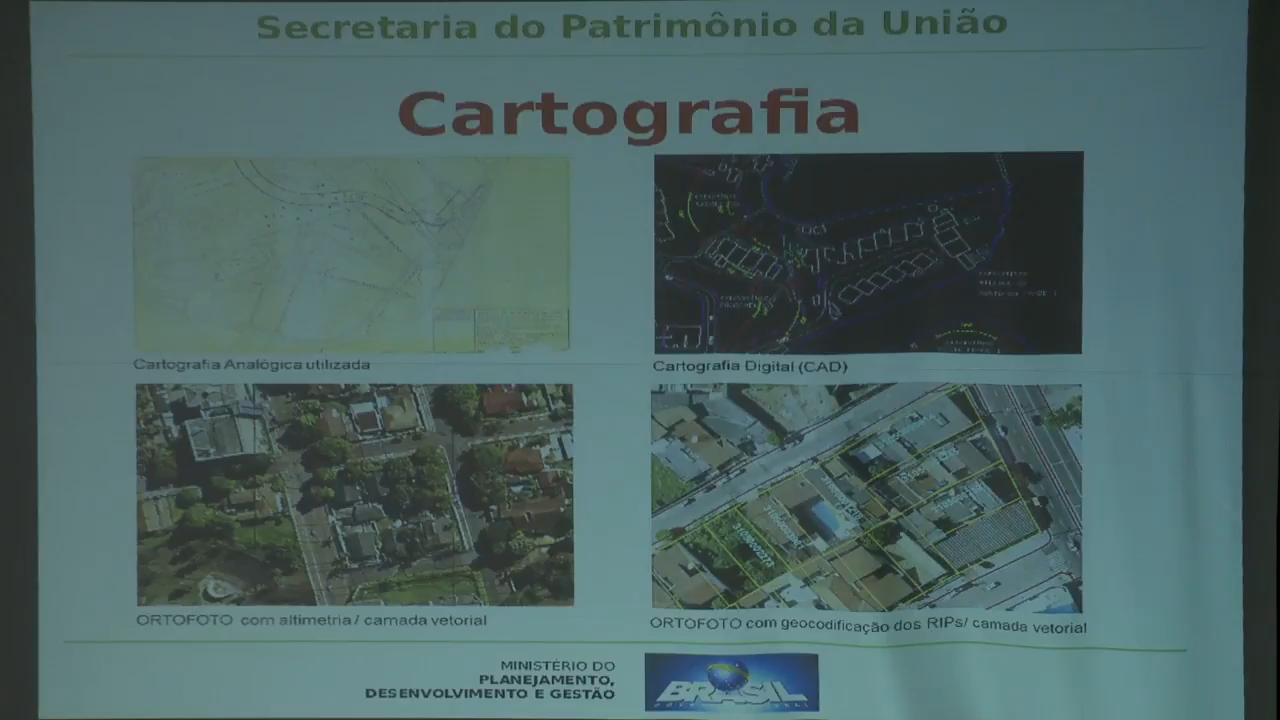 Secretaria do Patrimônio da União
Cartografia
Cartografia Analógica utilizada
Cartografia Digital (CAD)
ORTOFOTO com altimetria / camada vetorial
ORTOFOTO com geocodificação dos RIPs/ camada vetorial
MINISTÉRIO DO
PLANEJAMENTO,
DESENVOLVIMENTO E GESTÃO
BRASIL